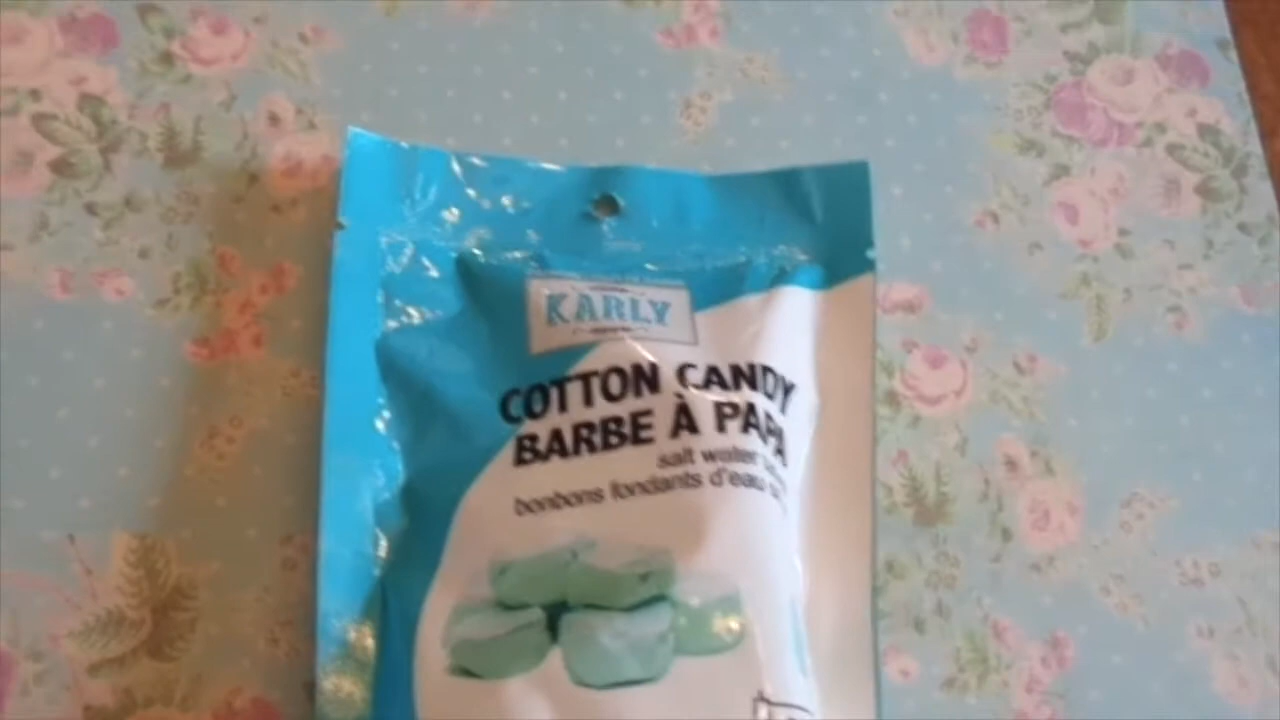 KARLY
COTTON CANDY
BARBE À PAPA
salt water
bonbons fondants d'eau